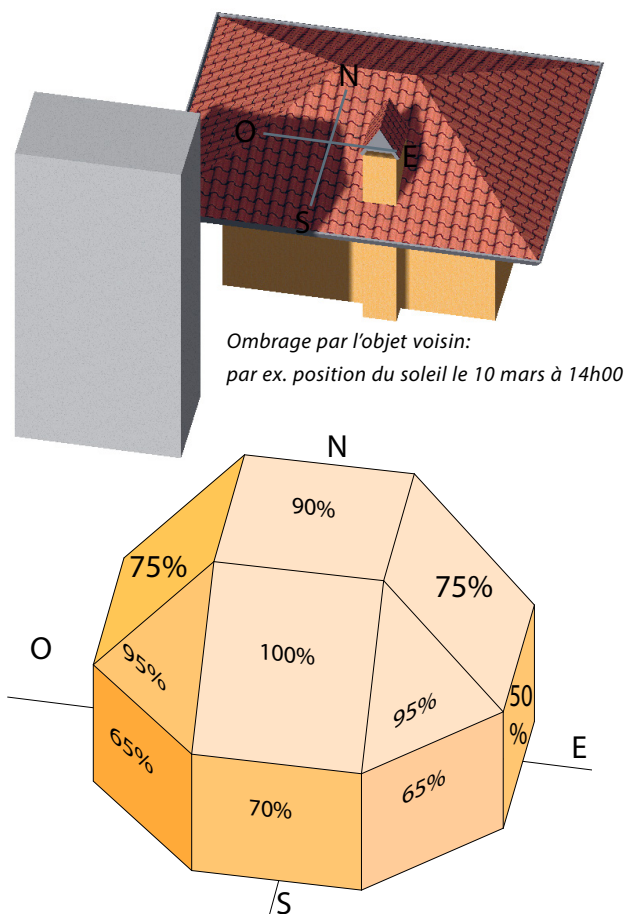 N
O
E
S
Ombrage par l'objet voisin:
par ex. position du soleil le 10 mars à 14h00
N
90%
75%
75%
O
95%
100%
95%
50
%
65%
E
70%
65%
S